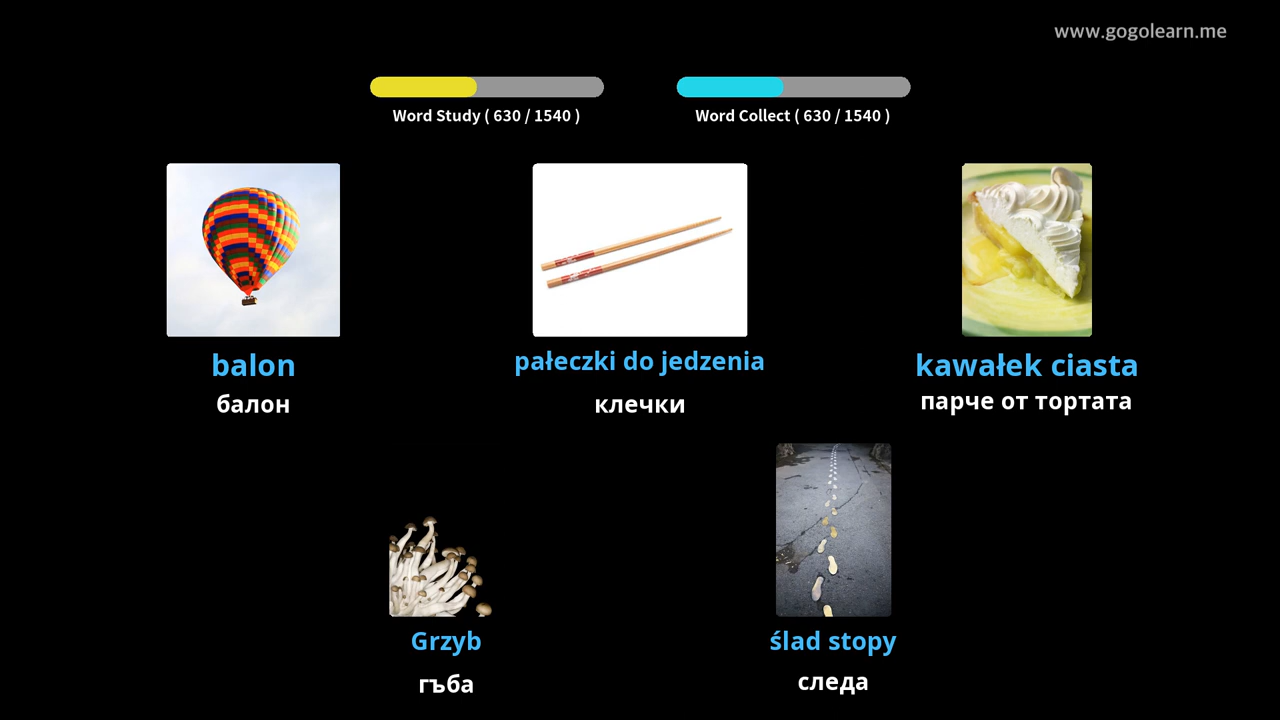 www.gogolearn.me
Word Study ( 630 / 1540 )
Word Collect ( 630 / 1540 )
balon
балон
pałeczki do jedzenia
клечки
kawałek ciasta
парче от тортата
Grzyb
гъба
ślad stopy
следа